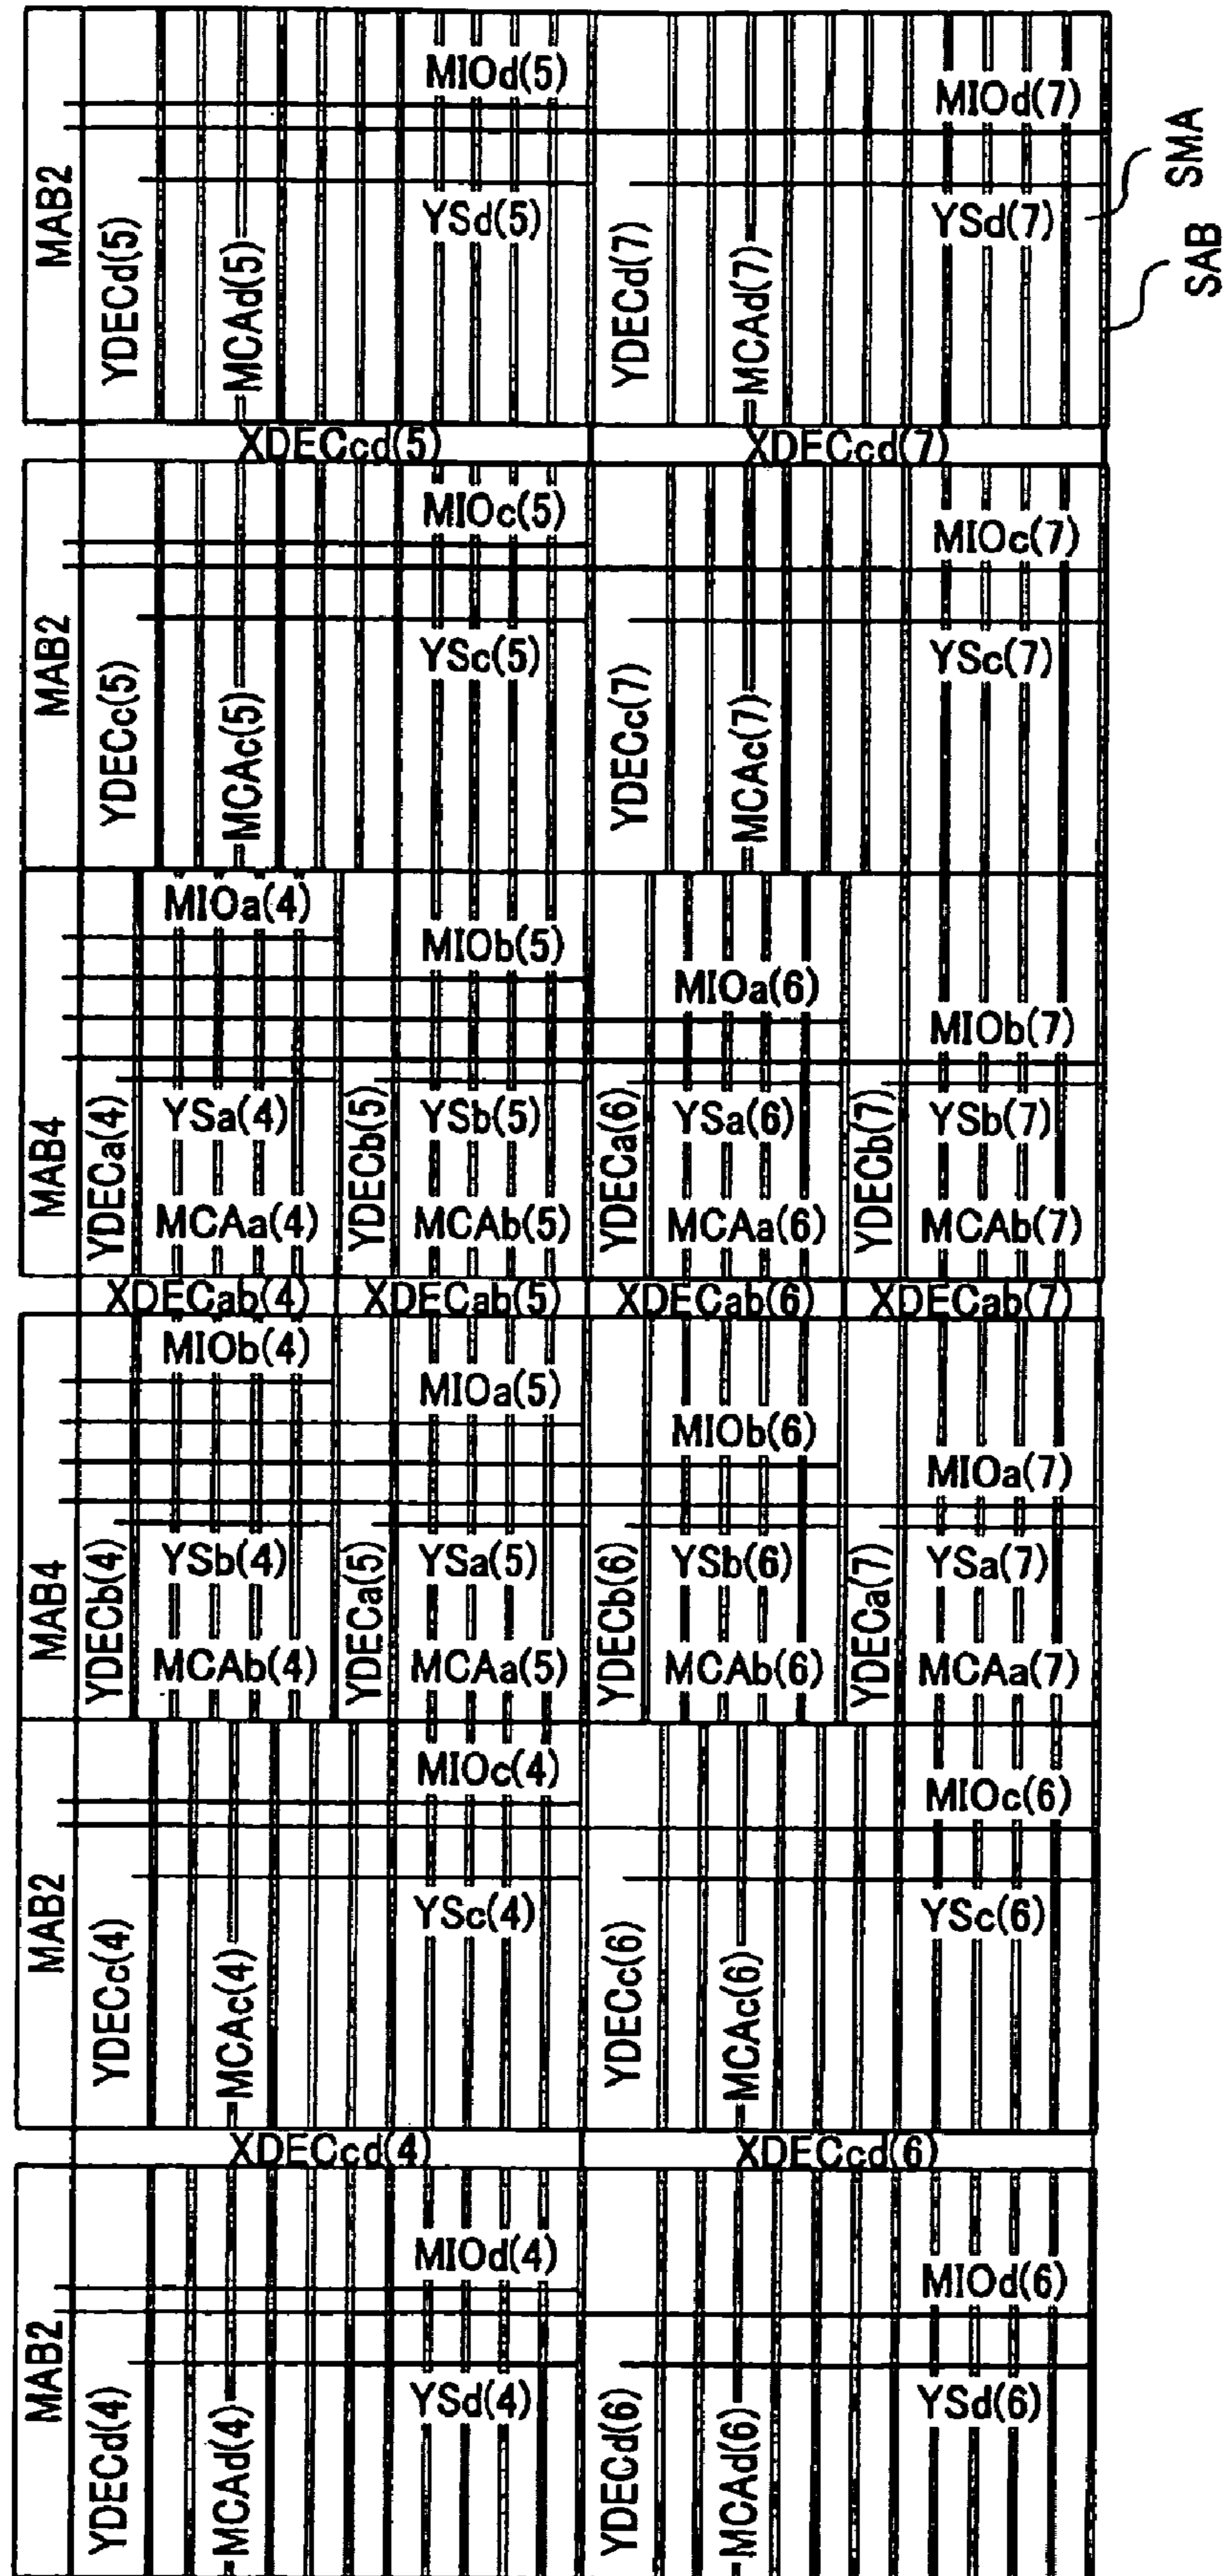 MAB2
YDECd(5)
MCAd(5)
MIOd(5)
YSd(5)
YDECd(7)
MCAd(7)
MIOd(7)
YSd(7)
SMA
SAB
XDECcd(5)
XDECcd(7)
MAB2
YDECc(5)
MCAc(5)
MIOc(5)
YSc(5)
YDECc(7)
MCAc(7)
MIOc(7)
YSc(7)
MAB4
YDECa(4)
MIOa(4)
YSa(4)
MCAa(4)
YDECb(5)
MIOb(5)
YSb(5)
MCAb(5)
YDECa(6)
MIOa(6)
YSa(6)
MCAa(6)
YDECb(7)
MIOb(7)
YSb(7)
MCAb(7)
XDECab(4)
XDECab(5)
XDECab(6)
XDECab(7)
MAB4
YDECb(4)
MIOb(4)
YSb(4)
MCAb(4)
YDECa(5)
MIOa(5)
YSa(5)
MCAa(5)
YDECb(6)
MIOb(6)
YSb(6)
MCAb(6)
YDECa(7)
MIOa(7)
YSa(7)
MCAa(7)
MAB2
YDECc(4)
MCAc(4)
MIOc(4)
YSc(4)
YDECc(6)
MCAc(6)
MIOc(6)
YSc(6)
XDECcd(4)
XDECcd(6)
MAB2
YDECd(4)
MCAd(4)
MIOd(4)
YSd(4)
YDECd(6)
MCAd(6)
MIOd(6)
YSd(6)